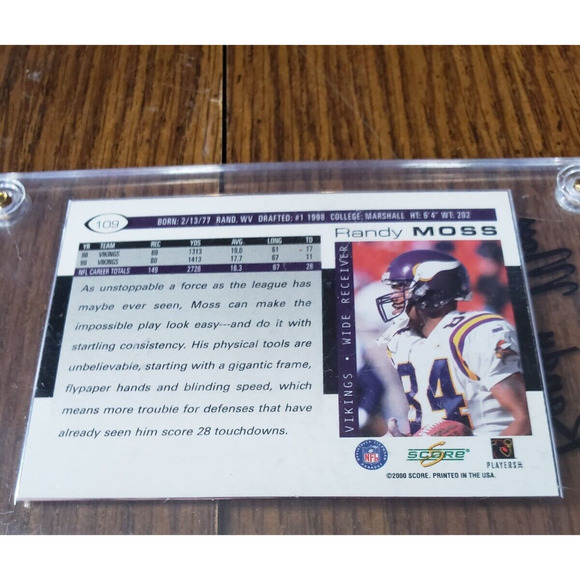 109
BORN: 2/13/77 RAND, WV DRAFTED: #1 1998 COLLEGE: MARSHALL HT: 6'4" WT: 202
Randy MOSS
YR TEAM REC YDS AVG. LONG TD
98 VIKINGS 69 1313 19.0 61 17
99 VIKINGS 80 1413 17.7 67 11
NFL CAREER TOTALS 149 2726 18.3 67 28
As unstoppable a force as the league has
maybe ever seen, Moss can make the
impossible play look easy---and do it with
startling consistency. His physical tools are
unbelievable, starting with a gigantic frame,
flypaper hands and blinding speed, which
means more trouble for defenses that have
already seen him score 28 touchdowns.
VIKINGS • WIDE RECEIVER
84
NFL
SCORE
PLAYERS INC
©2000 SCORE. PRINTED IN THE USA.